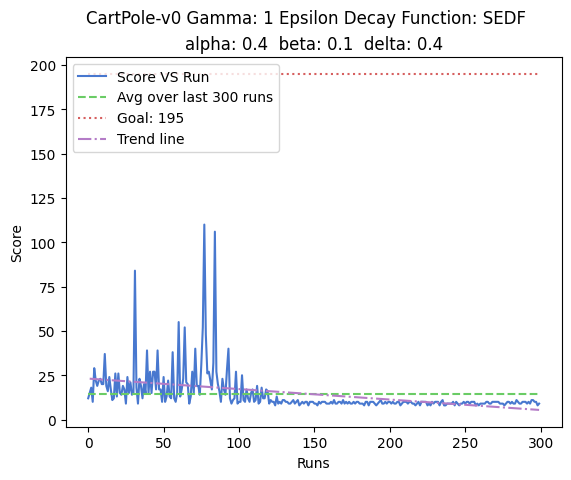 CartPole-v0 Gamma: 1 Epsilon Decay Function: SEDF
alpha: 0.4 beta: 0.1 delta: 0.4
Score VS Run
Avg over last 300 runs
Goal: 195
Trend line
200
175
150
125
100
75
50
25
0
Score
0 50 100 150 200 250 300
Runs